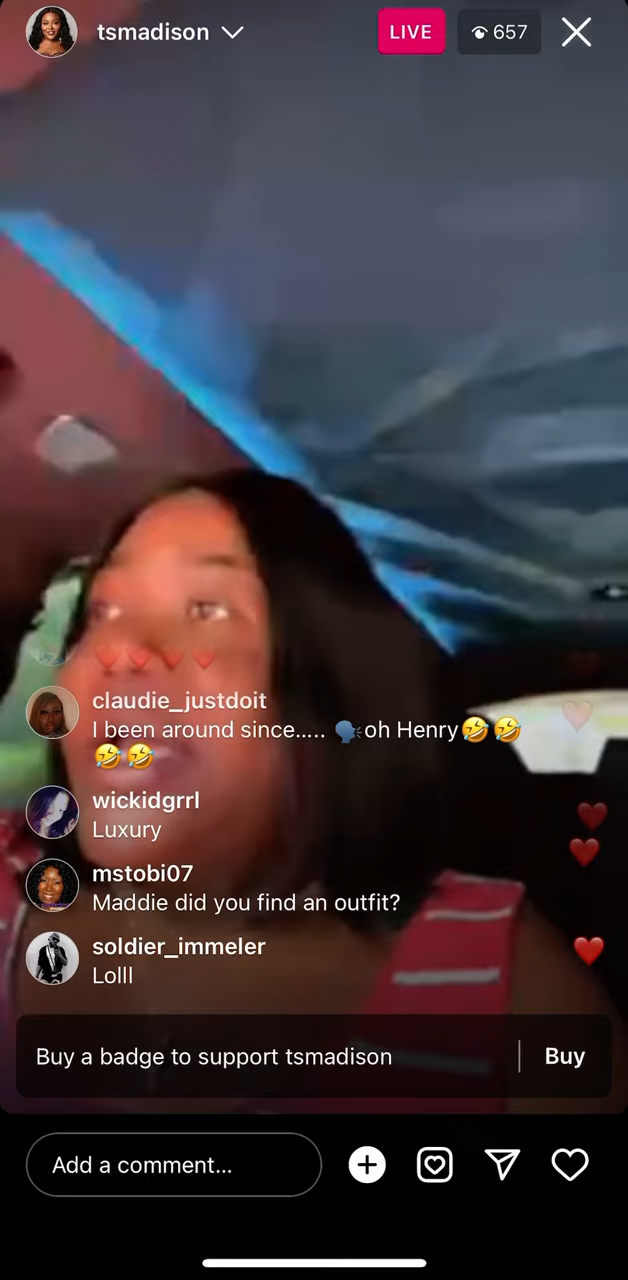 tsmadison
LIVE
657
claudie_justdoit
I been around since..... 🗣️oh Henry🤣🤣
🤣🤣
wickidgrrl
Luxury
mstobi07
Maddie did you find an outfit?
soldier_immeler
Lolll
Buy a badge to support tsmadison
Buy
Add a comment...